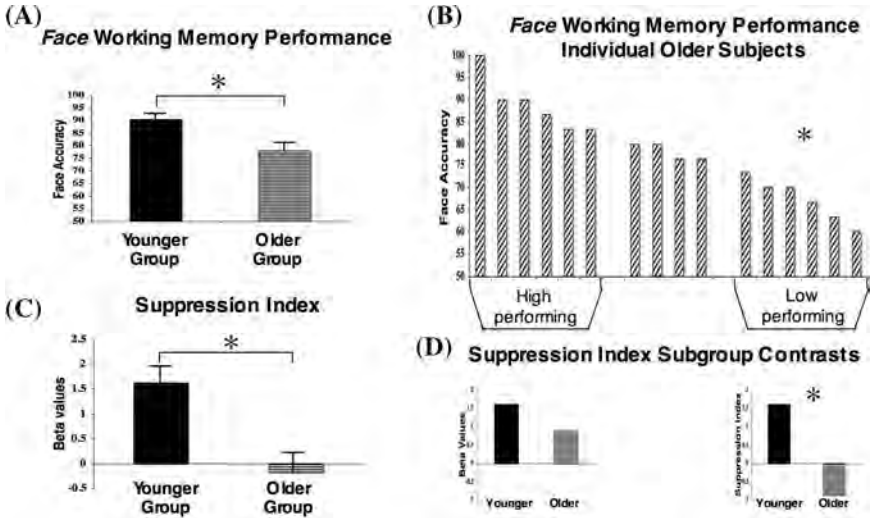 (A)
Face Working Memory Performance
*
100
95
90
85
80
75
70
65
60
55
50
Face Accuracy
Younger Group
Older Group
(B)
Face Working Memory Performance
Individual Older Subjects
100
95
90
85
80
75
70
65
60
55
50
Face Accuracy
*
High performing
Low performing
(C)
Suppression Index
*
2.5
2
1.5
1
0.5
0
-0.5
Beta values
Younger Group
Older Group
(D)
Suppression Index Subgroup Contrasts
Beta Values
Younger Older
Suppression Index
*
Younger Older